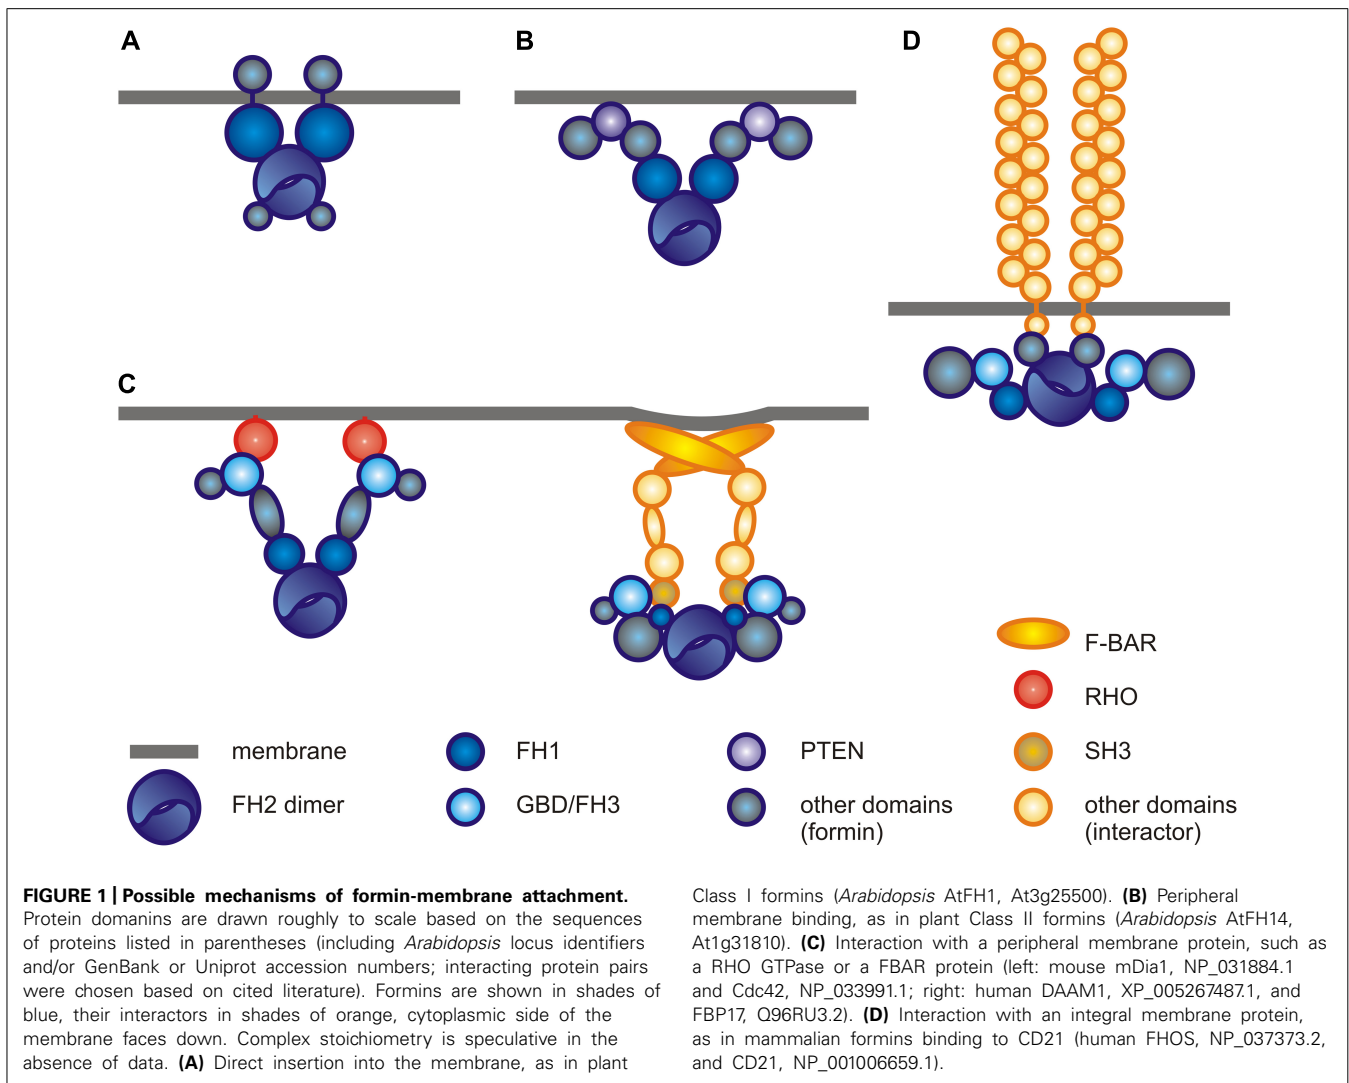 A
B
D
C
F-BAR
RHO
membrane
FH1
PTEN
SH3
FH2 dimer
GBD/FH3
other domains
(formin)
other domains
(interactor)
FIGURE 1 | Possible mechanisms of formin-membrane attachment.
Protein domanins are drawn roughly to scale based on the sequences
of proteins listed in parentheses (including Arabidopsis locus identifiers
and/or GenBank or Uniprot accession numbers; interacting protein pairs
were chosen based on cited literature). Formins are shown in shades of
blue, their interactors in shades of orange, cytoplasmic side of the
membrane faces down. Complex stoichiometry is speculative in the
absence of data. (A) Direct insertion into the membrane, as in plant
Class I formins (Arabidopsis AtFH1, At3g25500). (B) Peripheral
membrane binding, as in plant Class II formins (Arabidopsis AtFH14,
At1g31810). (C) Interaction with a peripheral membrane protein, such as
a RHO GTPase or a FBAR protein (left: mouse mDia1, NP_031884.1
and Cdc42, NP_033991.1; right: human DAAM1, XP_005267487.1, and
FBP17, Q96RU3.2). (D) Interaction with an integral membrane protein,
as in mammalian formins binding to CD21 (human FHOS, NP_037373.2,
and CD21, NP_001006659.1).